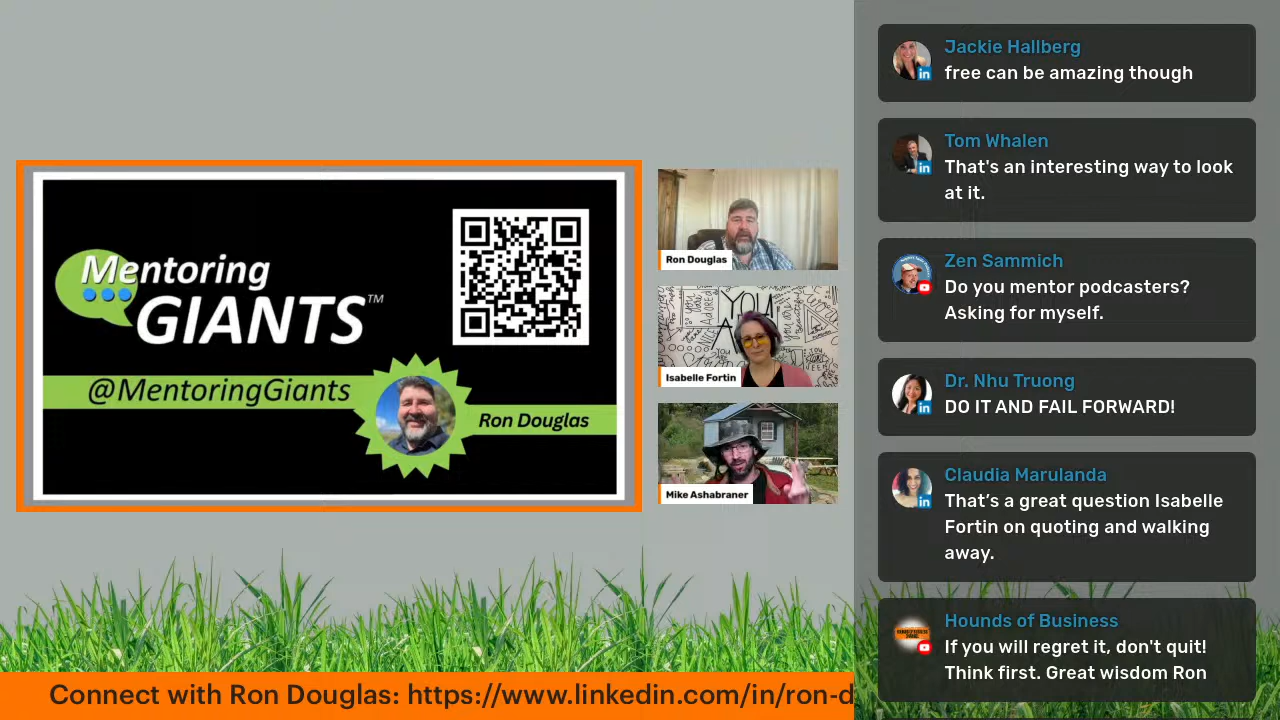 Mentoring
GIANTS™
@MentoringGiants
Ron Douglas
Ron Douglas
YOU
Isabelle Fortin
Mike Ashabraner
Connect with Ron Douglas: https://www.linkedin.com/in/ron-d
Jackie Hallberg
free can be amazing though
Tom Whalen
That's an interesting way to look
at it.
Zen Sammich
Do you mentor podcasters?
Asking for myself.
Dr. Nhu Truong
DO IT AND FAIL FORWARD!
Claudia Marulanda
That’s a great question Isabelle
Fortin on quoting and walking
away.
Hounds of Business
If you will regret it, don't quit!
Think first. Great wisdom Ron